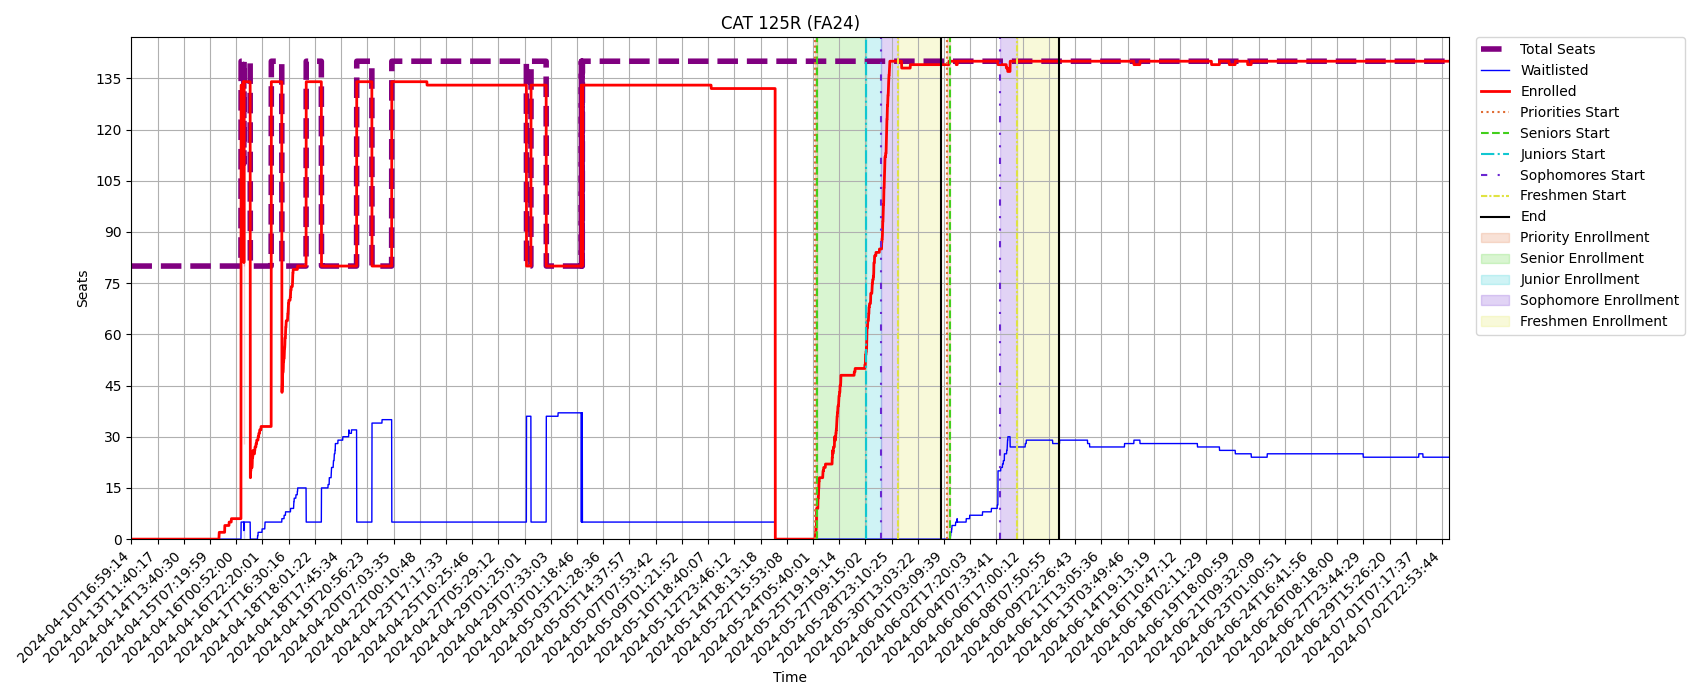 CAT 125R (FA24)
Total Seats
Waitlisted
Enrolled
Priorities Start
Seniors Start
Juniors Start
Sophomores Start
Freshmen Start
End
Priority Enrollment
Senior Enrollment
Junior Enrollment
Sophomore Enrollment
Freshmen Enrollment
Seats
135
120
105
90
75
60
45
30
15
0
2024-04-10T16:59:14
2024-04-13T11:40:17
2024-04-14T13:40:30
2024-04-15T07:19:59
2024-04-16T00:52:00
2024-04-16T22:20:01
2024-04-17T16:30:16
2024-04-18T18:01:22
2024-04-18T17:45:34
2024-04-19T20:56:23
2024-04-20T07:03:35
2024-04-22T00:10:48
2024-04-23T17:17:33
2024-04-25T10:25:46
2024-04-27T05:29:12
2024-04-29T01:25:01
2024-04-29T07:33:03
2024-04-30T01:18:46
2024-05-03T21:28:36
2024-05-05T14:37:57
2024-05-07T07:53:42
2024-05-09T01:21:52
2024-05-10T18:40:07
2024-05-12T23:46:12
2024-05-14T18:13:18
2024-05-22T15:53:08
2024-05-24T05:40:01
2024-05-25T19:19:14
2024-05-27T09:15:02
2024-05-28T23:10:25
2024-05-30T13:03:22
2024-06-01T03:09:39
2024-06-02T17:20:03
2024-06-04T07:33:41
2024-06-06T17:00:12
2024-06-08T07:50:55
2024-06-09T22:26:43
2024-06-11T13:05:36
2024-06-13T03:49:46
2024-06-14T19:13:19
2024-06-16T10:47:12
2024-06-18T02:11:29
2024-06-19T18:00:59
2024-06-21T09:32:09
2024-06-23T01:00:51
2024-06-24T16:41:56
2024-06-26T08:18:00
2024-06-27T23:44:29
2024-06-29T15:26:20
2024-07-01T07:17:37
2024-07-02T22:53:44
Time